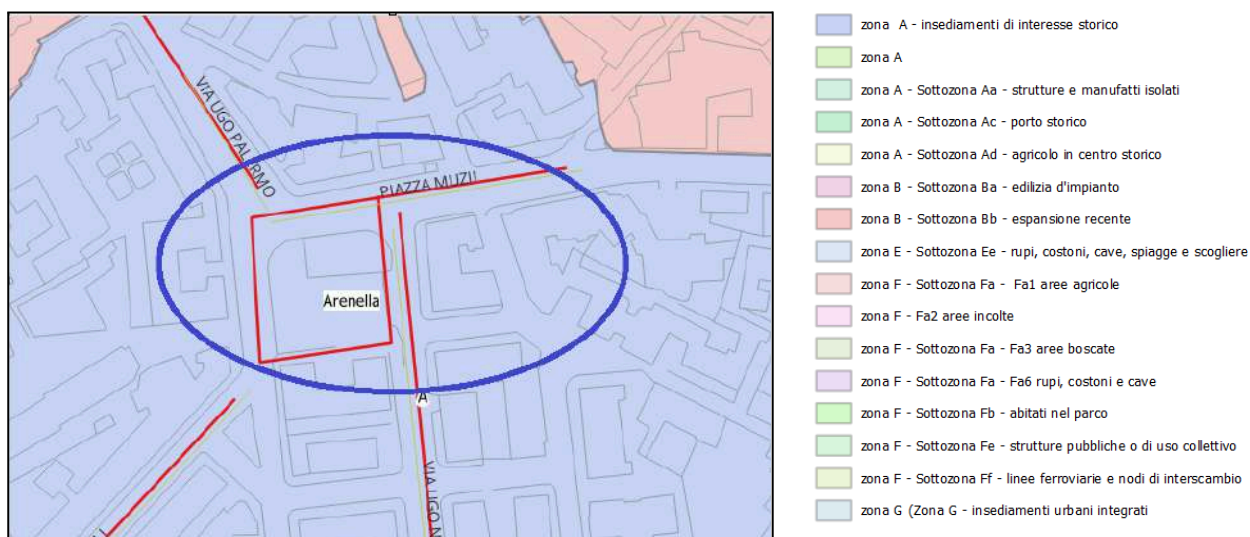 VIA UGO PALERMO
PIAZZA MUZII
Arenella
A
VIA UGO N
zona A - insediamenti di interesse storico
zona A
zona A - Sottozona Aa - strutture e manufatti isolati
zona A - Sottozona Ac - porto storico
zona A - Sottozona Ad - agricolo in centro storico
zona B - Sottozona Ba - edilizia d'impianto
zona B - Sottozona Bb - espansione recente
zona E - Sottozona Ee - rupi, costoni, cave, spiagge e scogliere
zona F - Sottozona Fa - Fa1 aree agricole
zona F - Fa2 aree incolte
zona F - Sottozona Fa - Fa3 aree boscate
zona F - Sottozona Fa - Fa6 rupi, costoni e cave
zona F - Sottozona Fb - abitati nel parco
zona F - Sottozona Fe - strutture pubbliche o di uso collettivo
zona F - Sottozona Ff - linee ferroviarie e nodi di interscambio
zona G (Zona G - insediamenti urbani integrati